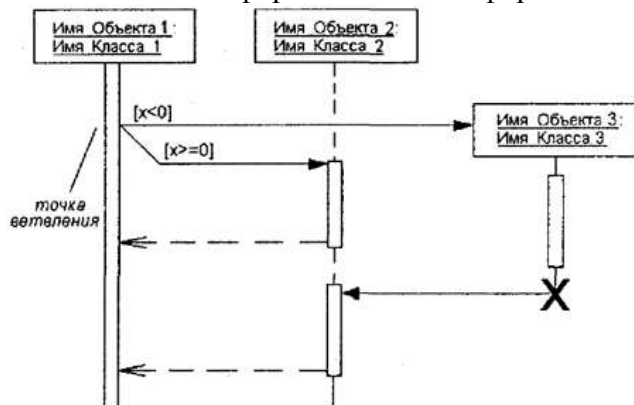 Имя Объекта 1:
Имя Класса 1
Имя Объекта 2:
Имя Класса 2
[x<0]
Имя Объекта 3:
Имя Класса 3
[x>=0]
точка
ветвления
X